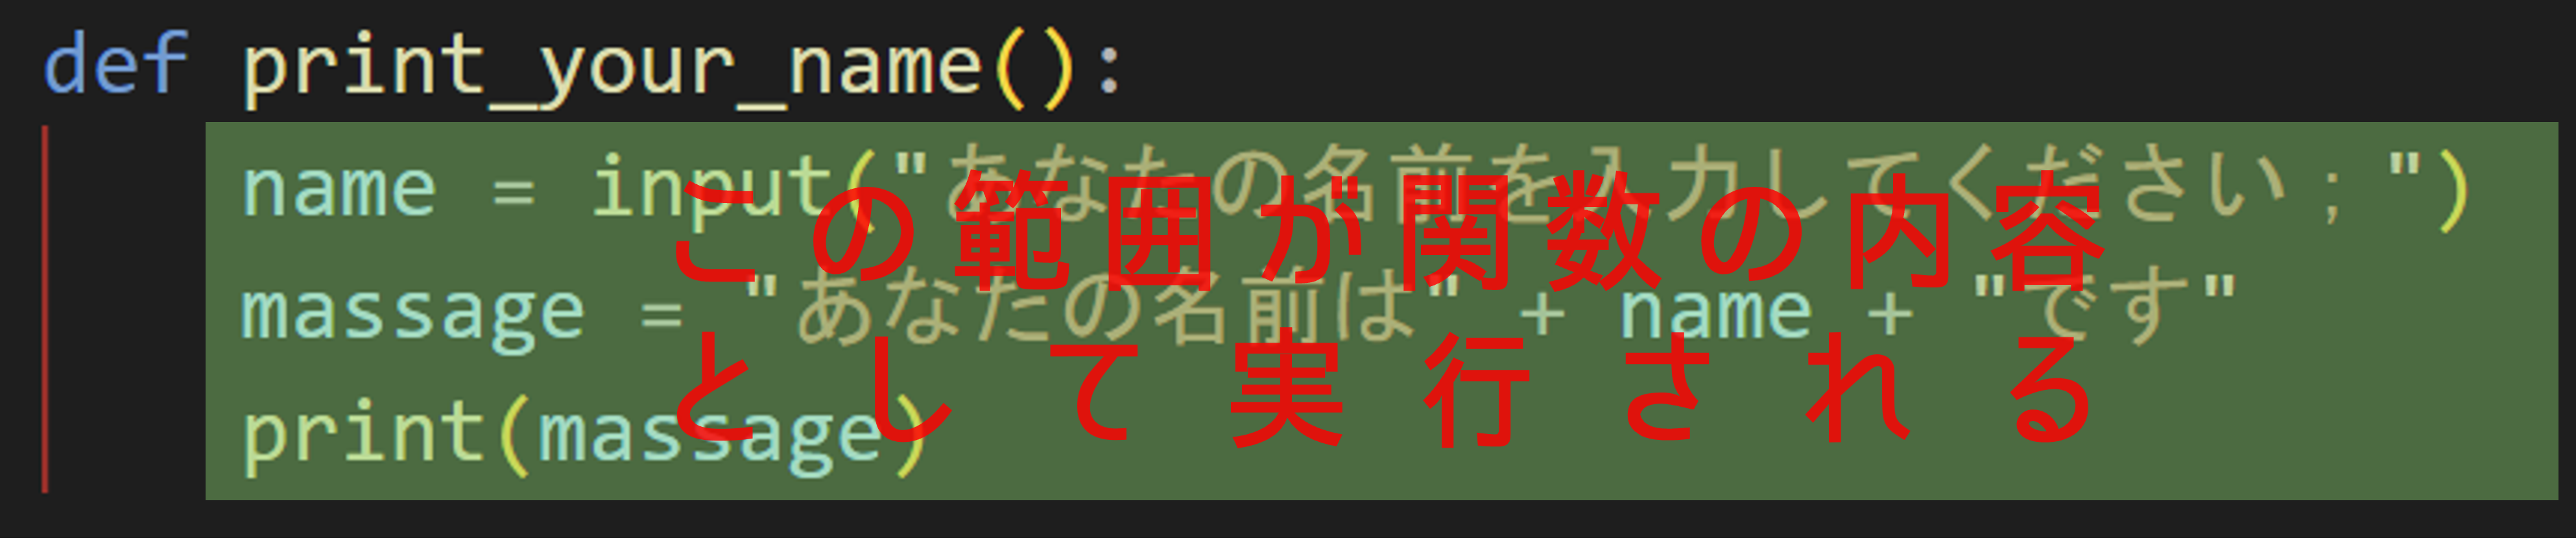 def print_your_name():
name = input("あなたの名前を入力してください；")
massage = "あなたの名前は" + name + "です"
print(massage)
この範囲が関数の内容
として実行される